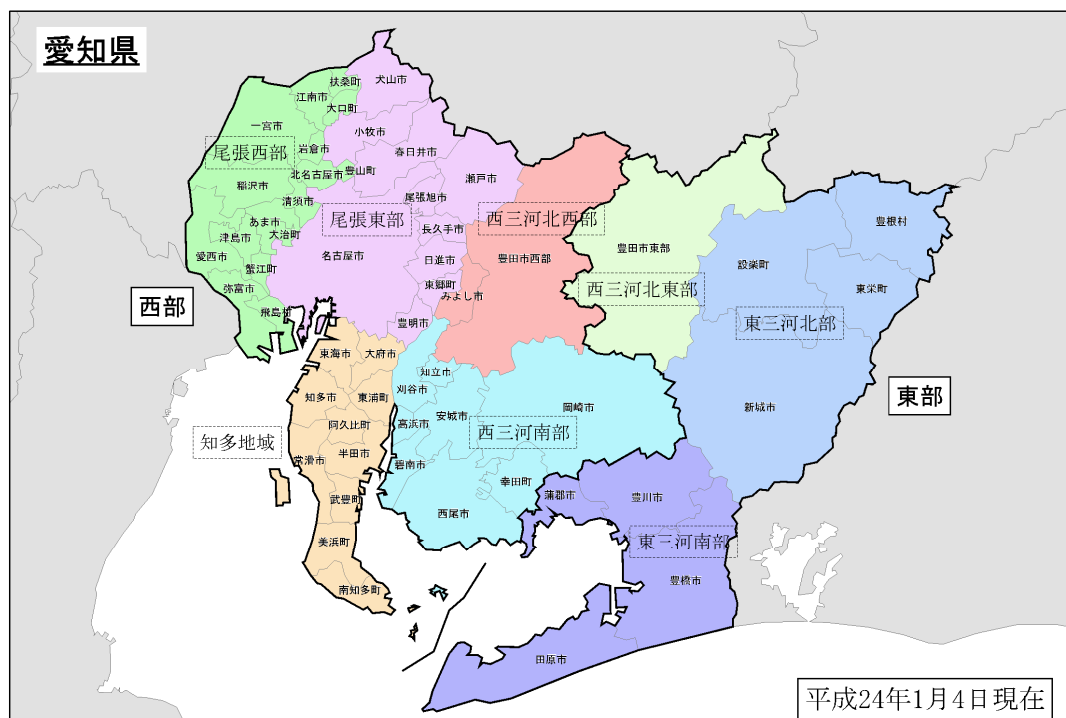 愛知県
扶桑町
犬山市
江南市
大口町
一宮市
小牧市
岩倉市
尾張西部
春日井市
北名古屋市
豊山町
瀬戸市
稲沢市
清須市
尾張旭市
あま市
尾張東部
津島市
大治町
長久手市
愛西市
名古屋市
日進市
蟹江町
弥富市
東郷町
みよし市
飛島村
豊明市
西部
西三河北西部
豊田市西部
豊田市東部
西三河北東部
豊根村
設楽町
東栄町
東三河北部
新城市
東部
東海市
大府市
知多市
東浦町
阿久比町
知多地域
半田市
常滑市
武豊町
美浜町
南知多町
知立市
刈谷市
安城市
岡崎市
高浜市
西三河南部
碧南市
幸田町
西尾市
蒲郡市
豊川市
東三河南部
豊橋市
田原市
平成24年1月4日現在